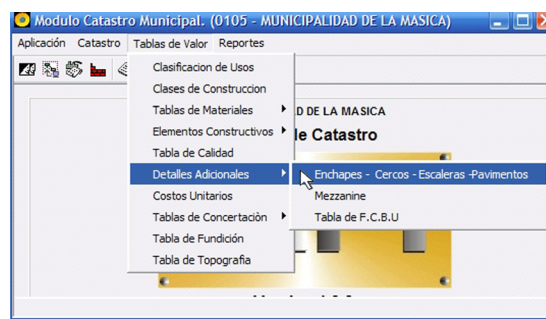 Modulo Catastro Municipal. (0105 - MUNICIPALIDAD DE LA MASICA)
Aplicación Catastro Tablas de Valor Reportes
Clasificacion de Usos
Clases de Construccion
Tablas de Materiales
D DE LA MASICA
Elementos Constructivos
le Catastro
Tabla de Calidad
Detalles Adicionales
Enchapes - Cercos - Escaleras -Pavimentos
Costos Unitarios
Mezzanine
Tablas de Concertaciòn
Tabla de F.C.B.U
Tabla de Fundición
Tabla de Topografia